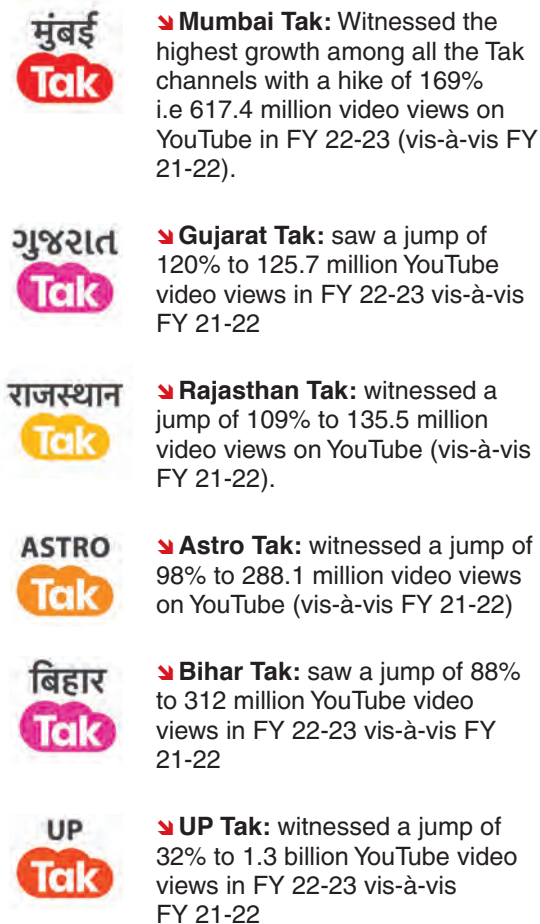 मुंबई
Tak
Mumbai Tak: Witnessed the
highest growth among all the Tak
channels with a hike of 169%
i.e 617.4 million video views on
YouTube in FY 22-23 (vis-à-vis FY
21-22).
ગુજરાત
Tak
Gujarat Tak: saw a jump of
120% to 125.7 million YouTube
video views in FY 22-23 vis-à-vis
FY 21-22
राजस्थान
Tak
Rajasthan Tak: witnessed a
jump of 109% to 135.5 million
video views on YouTube (vis-à-vis
FY 21-22).
ASTRO
Tak
Astro Tak: witnessed a jump of
98% to 288.1 million video views
on YouTube (vis-à-vis FY 21-22)
बिहार
Tak
Bihar Tak: saw a jump of 88%
to 312 million YouTube video
views in FY 22-23 vis-à-vis FY
21-22
UP
Tak
UP Tak: witnessed a jump of
32% to 1.3 billion YouTube video
views in FY 22-23 vis-à-vis
FY 21-22